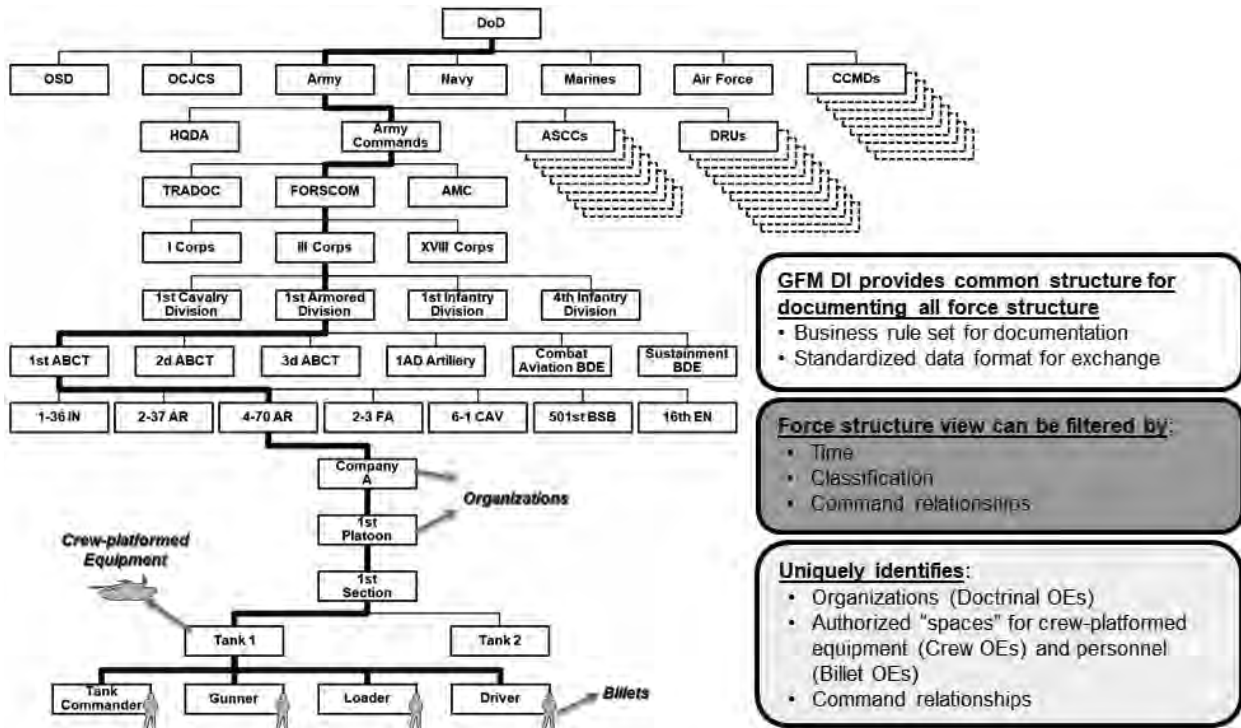 DoD
OSD
OCJCS
Army
Navy
Marines
Air Force
CCMDs
HQDA
Army
Commands
ASCCs
DRUs
TRADOC
FORSCOM
AMC
I Corps
III Corps
XVIII Corps
1st Cavalry
Division
1st Armored
Division
1st Infantry
Division
4th Infantry
Division
1st ABCT
2d ABCT
3d ABCT
1AD Artillery
Combat
Aviation BDE
Sustainment
BDE
1-36 IN
2-37 AR
4-70 AR
2-3 FA
6-1 CAV
501st BSB
16th EN
Company
A
Organizations
1st
Platoon
Crew-platformed
Equipment
1st
Section
Tank 1
Tank 2
Tank
Commander
Gunner
Loader
Driver
Billets
GFM DI provides common structure for
documenting all force structure
• Business rule set for documentation
• Standardized data format for exchange
Force structure view can be filtered by:
• Time
• Classification
• Command relationships
Uniquely identifies:
• Organizations (Doctrinal OEs)
• Authorized "spaces" for crew-platformed
equipment (Crew OEs) and personnel
(Billet OEs)
• Command relationships